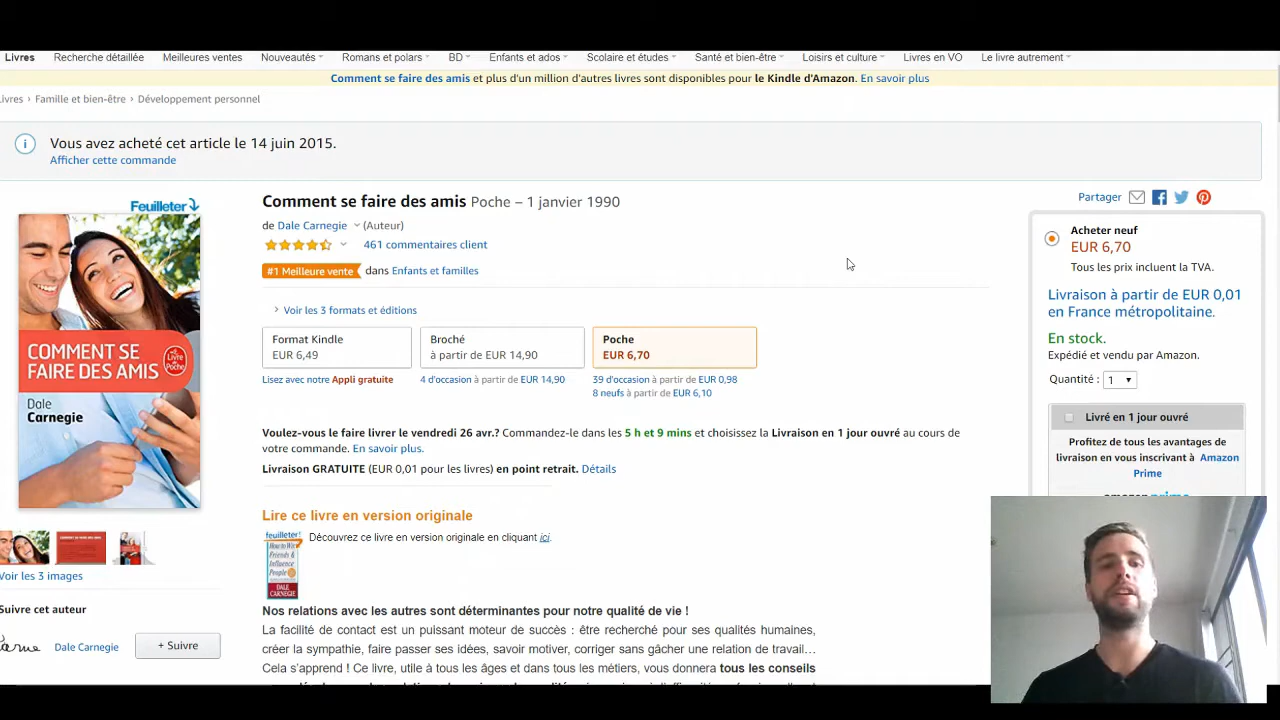 Livres Recherche détaillée Meilleures ventes Nouveautés Romans et polars BD Enfants et ados Scolaire et études Santé et bien-être Loisirs et culture Livres en VO Le livre autrement
Comment se faire des amis et plus d'un million d'autres livres sont disponibles pour le Kindle d'Amazon. En savoir plus
ivres › Famille et bien-être › Développement personnel
Vous avez acheté cet article le 14 juin 2015.
Afficher cette commande
Feuilleter
COMMENT SE
FAIRE DES AMIS
Le
Livre
de
Poche
Dale
Carnegie
Voir les 3 images
Suivre cet auteur
Dale Carnegie
+ Suivre
Comment se faire des amis Poche – 1 janvier 1990
de Dale Carnegie (Auteur)
461 commentaires client
#1 Meilleure vente dans Enfants et familles
Voir les 3 formats et éditions
Format Kindle
EUR 6,49
Lisez avec notre Appli gratuite
Broché
à partir de EUR 14,90
4 d'occasion à partir de EUR 14,90
Poche
EUR 6,70
39 d'occasion à partir de EUR 0,98
8 neufs à partir de EUR 6,10
Voulez-vous le faire livrer le vendredi 26 avr.? Commandez-le dans les 5 h et 9 mins et choisissez la Livraison en 1 jour ouvré au cours de
votre commande. En savoir plus.
Livraison GRATUITE (EUR 0,01 pour les livres) en point retrait. Détails
Lire ce livre en version originale
feuilleter!
How to Win
Friends &
Influence
People
DALE
CARNEGIE
Découvrez ce livre en version originale en cliquant ici.
Nos relations avec les autres sont déterminantes pour notre qualité de vie !
La facilité de contact est un puissant moteur de succès : être recherché pour ses qualités humaines,
créer la sympathie, faire passer ses idées, savoir motiver, corriger sans gâcher une relation de travail...
Cela s'apprend ! Ce livre, utile à tous les âges et dans tous les métiers, vous donnera tous les conseils
Partager
Acheter neuf
EUR 6,70
Tous les prix incluent la TVA.
Livraison à partir de EUR 0,01
en France métropolitaine.
En stock.
Expédié et vendu par Amazon.
Quantité : 1
Livré en 1 jour ouvré
Profitez de tous les avantages de
livraison en vous inscrivant à Amazon
Prime